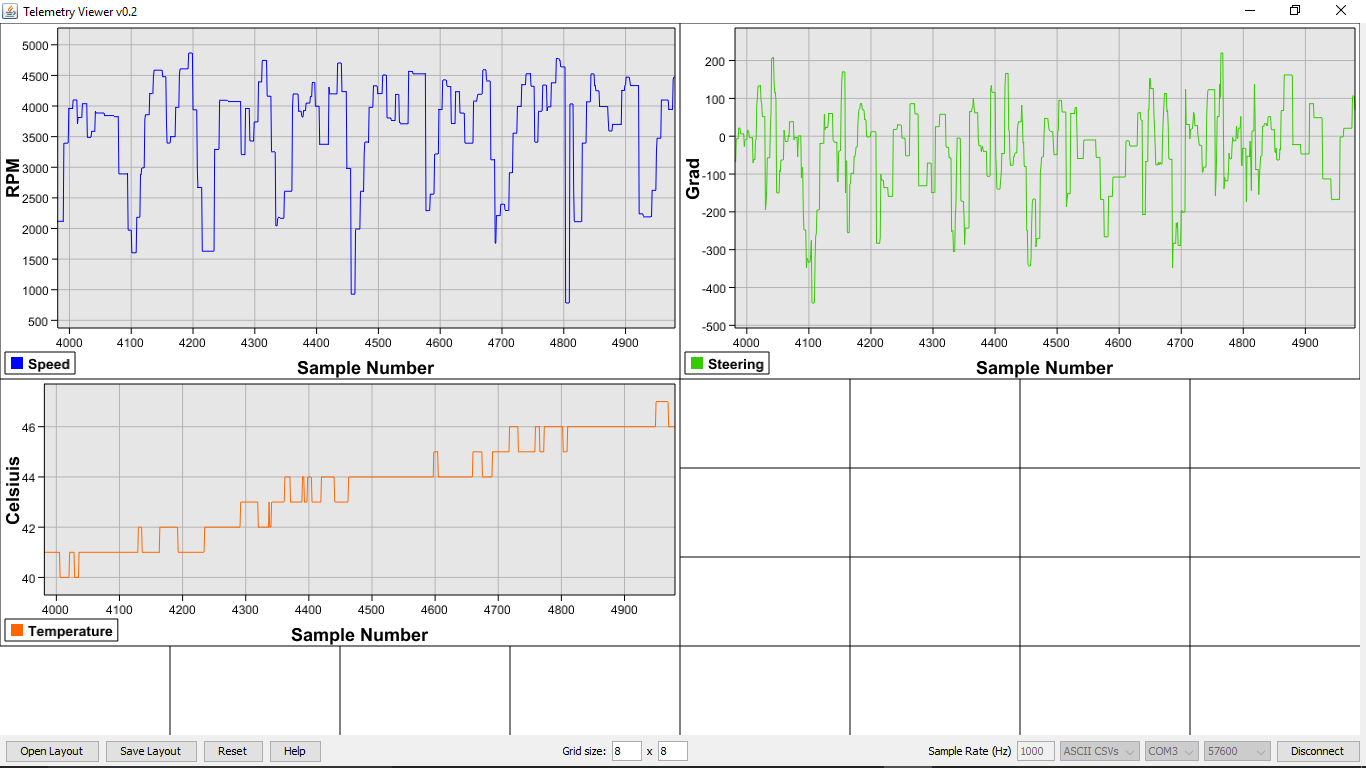 Telemetry Viewer v0.2
5000
4500
4000
3500
3000
2500
2000
1500
1000
500
RPM
4000 4100 4200 4300 4400 4500 4600 4700 4800 4900
Speed
Sample Number
200
100
0
-100
-200
-300
-400
-500
Grad
4000 4100 4200 4300 4400 4500 4600 4700 4800 4900
Steering
Sample Number
46
44
42
40
Celsiuis
4000 4100 4200 4300 4400 4500 4600 4700 4800 4900
Temperature
Sample Number
Open Layout Save Layout Reset Help Grid size: 8 x 8 Sample Rate (Hz) 1000 ASCII CSVs COM3 57600 Disconnect